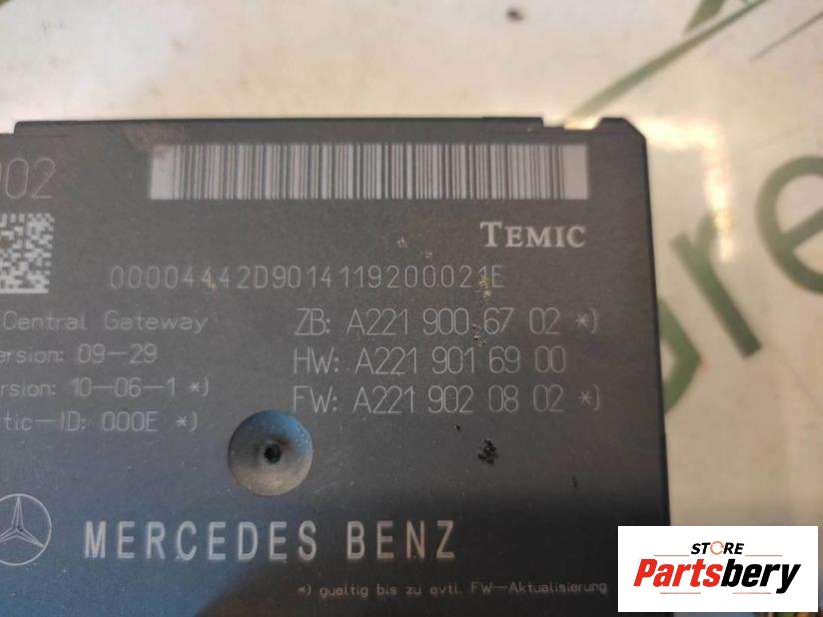 002
TEMIC
00004442D9014119200021E
Central Gateway ZB: A221 900 67 02 *)
ersion: 09-29 HW: A221 901 69 00
rsion: 10-06-1 *) FW: A221 902 08 02 *)
tic-ID: 000E *)
MERCEDES BENZ
*) gueltig bis zu evtl. FW-Aktualisierung
STORE
Partsbery